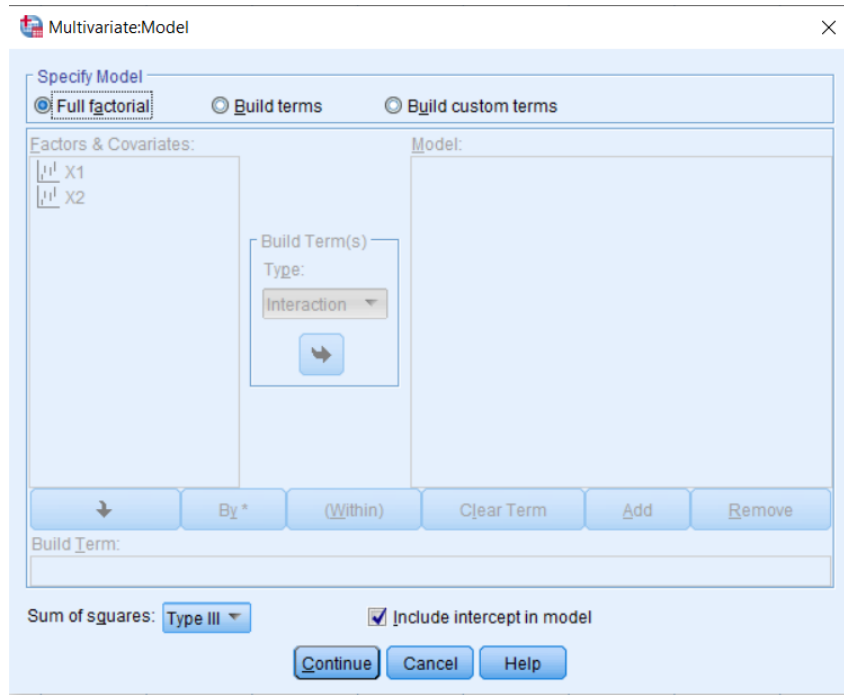 Multivariate:Model
Specify Model
Full factorial
Build terms
Build custom terms
Factors & Covariates:
Model:
X1
X2
Build Term(s)
Type:
Interaction
By *
(Within)
Clear Term
Add
Remove
Build Term:
Sum of squares:
Type III
Include intercept in model
Continue
Cancel
Help